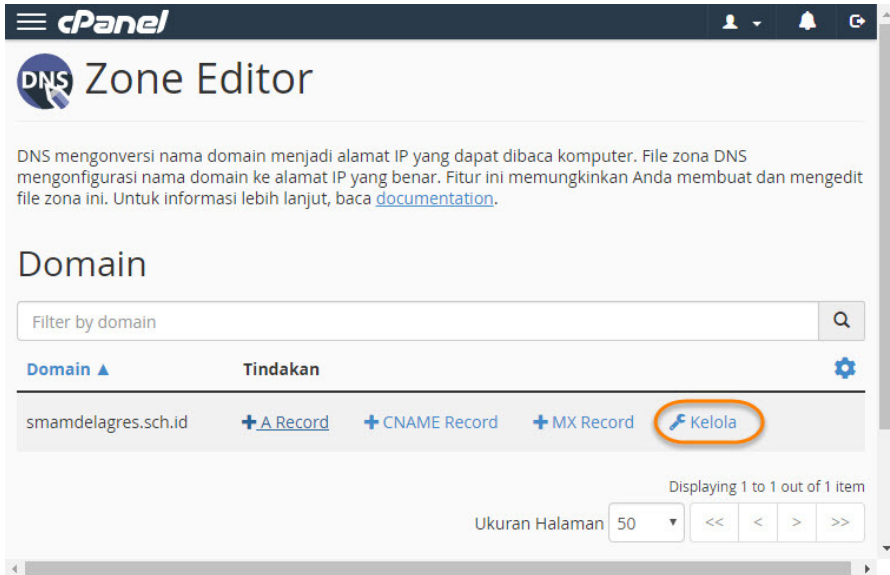 cPanel
DNS Zone Editor
DNS mengonversi nama domain menjadi alamat IP yang dapat dibaca komputer. File zona DNS
mengonfigurasi nama domain ke alamat IP yang benar. Fitur ini memungkinkan Anda membuat dan mengedit
file zona ini. Untuk informasi lebih lanjut, baca documentation.
Domain
Filter by domain
Domain ▲ Tindakan
smamdelagres.sch.id + A Record + CNAME Record + MX Record Kelola
Displaying 1 to 1 out of 1 item
Ukuran Halaman 50 << < > >>